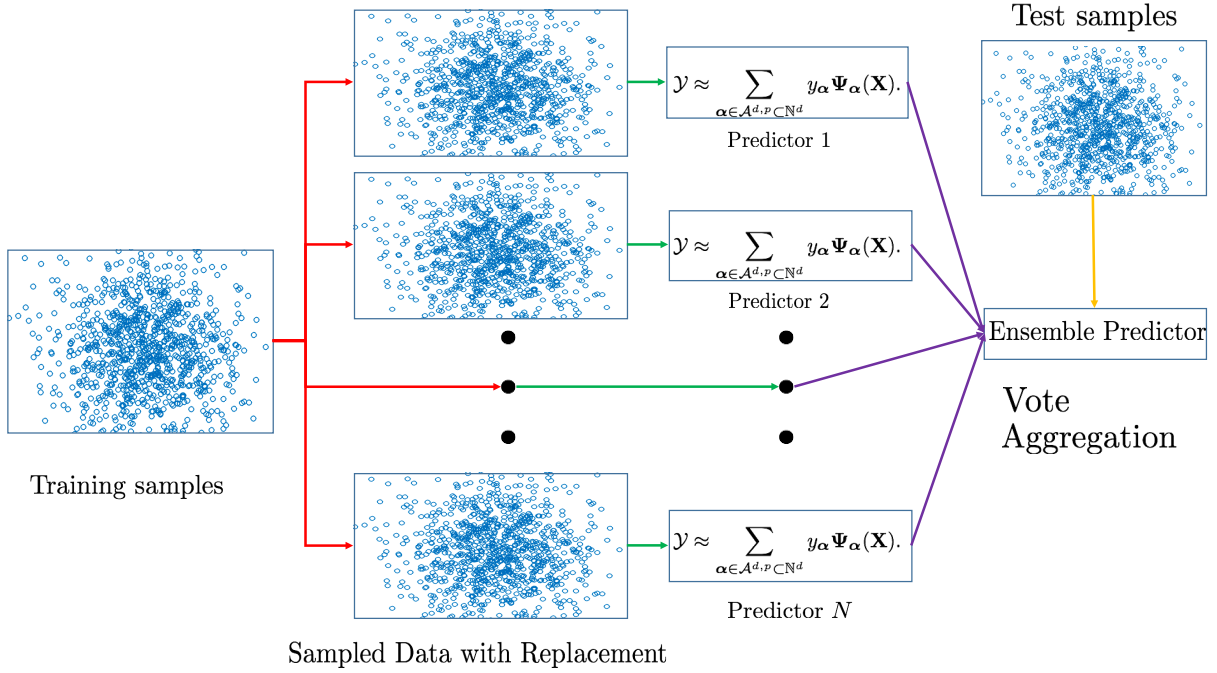 Test samples
𝒴 ≈ ∑ y_α Ψ_α(X).
α∈𝒜^{d,p}⊂ℕ^d
Predictor 1
𝒴 ≈ ∑ y_α Ψ_α(X).
α∈𝒜^{d,p}⊂ℕ^d
Predictor 2
Ensemble Predictor
Vote
Aggregation
Training samples
𝒴 ≈ ∑ y_α Ψ_α(X).
α∈𝒜^{d,p}⊂ℕ^d
Predictor N
Sampled Data with Replacement